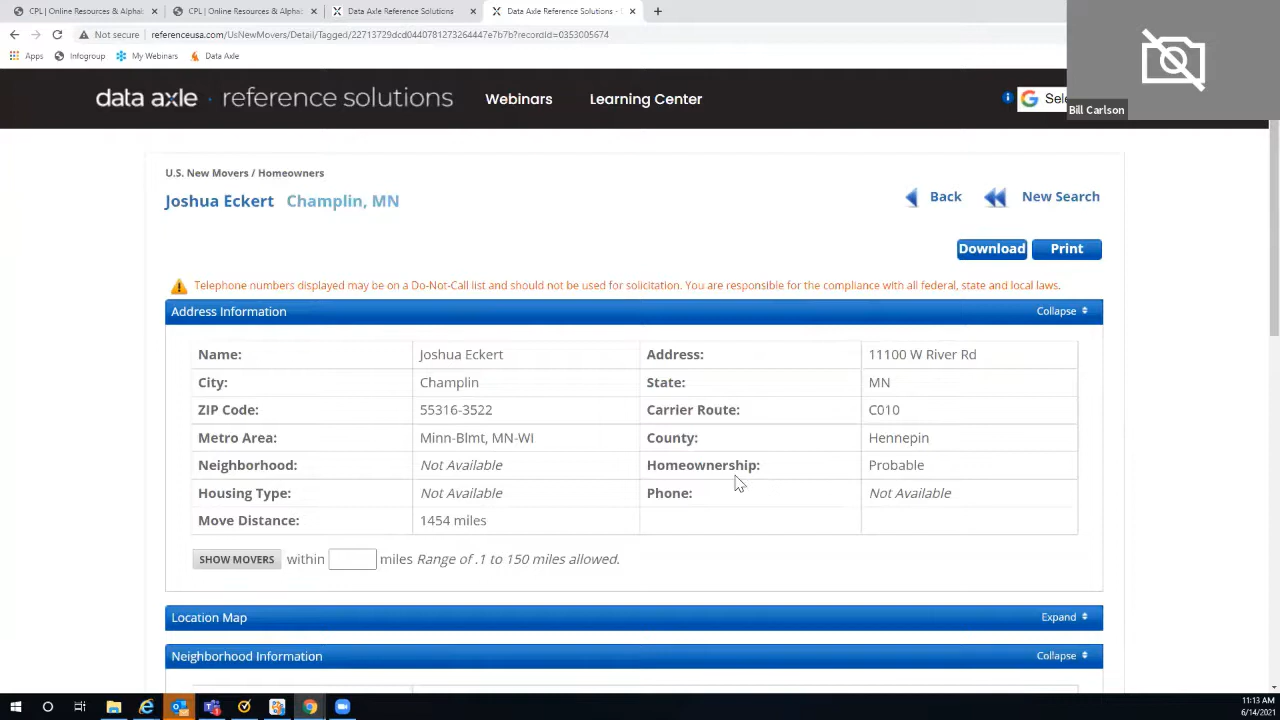 CPL | Online Resources & Alphab
CPL | Online Resources & Alphab
Data Axle Reference Solutions
Data Axle Reference Solutions - D
Not secure | referenceusa.com/UsNewMovers/Detail/Tagged/22713729dcd0440781273264447e7b7b?recordId=0353005674
Apps Infogroup My Webinars Data Axle
data axle · reference solutions Webinars Learning Center
Sele
Bill Carlson
U.S. New Movers / Homeowners
Joshua Eckert Champlin, MN
Back New Search
Download Print
Telephone numbers displayed may be on a Do-Not-Call list and should not be used for solicitation. You are responsible for the compliance with all federal, state and local laws.
Address Information Collapse
Name: Joshua Eckert Address: 11100 W River Rd
City: Champlin State: MN
ZIP Code: 55316-3522 Carrier Route: C010
Metro Area: Minn-Blmt, MN-WI County: Hennepin
Neighborhood: Not Available Homeownership: Probable
Housing Type: Not Available Phone: Not Available
Move Distance: 1454 miles
SHOW MOVERS within miles Range of .1 to 150 miles allowed.
Location Map Expand
Neighborhood Information Collapse
11:13 AM
6/14/2021